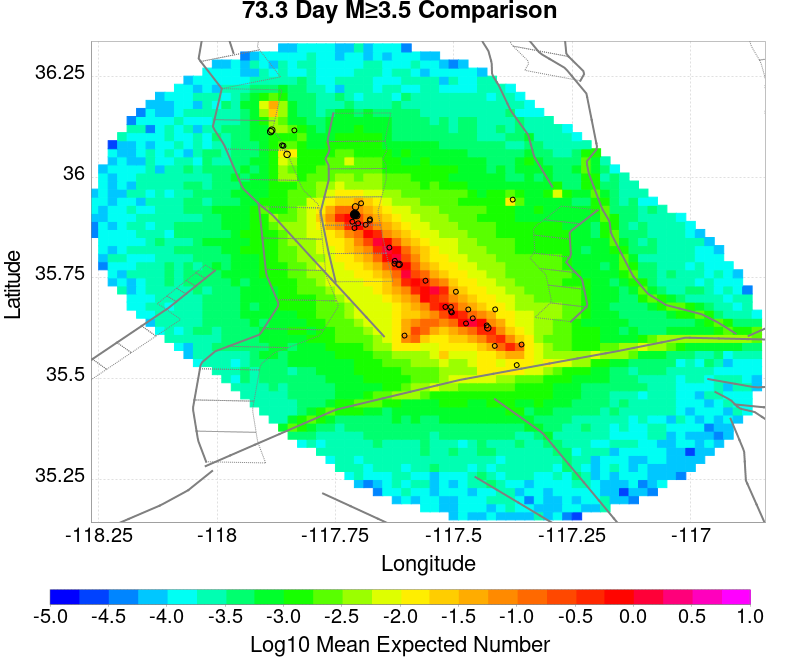 73.3 Day M≥3.5 Comparison
Latitude
36.25
36
35.75
35.5
35.25
-118.25 -118 -117.75 -117.5 -117.25 -117
Longitude
-5.0 -4.5 -4.0 -3.5 -3.0 -2.5 -2.0 -1.5 -1.0 -0.5 0.0 0.5 1.0
Log10 Mean Expected Number